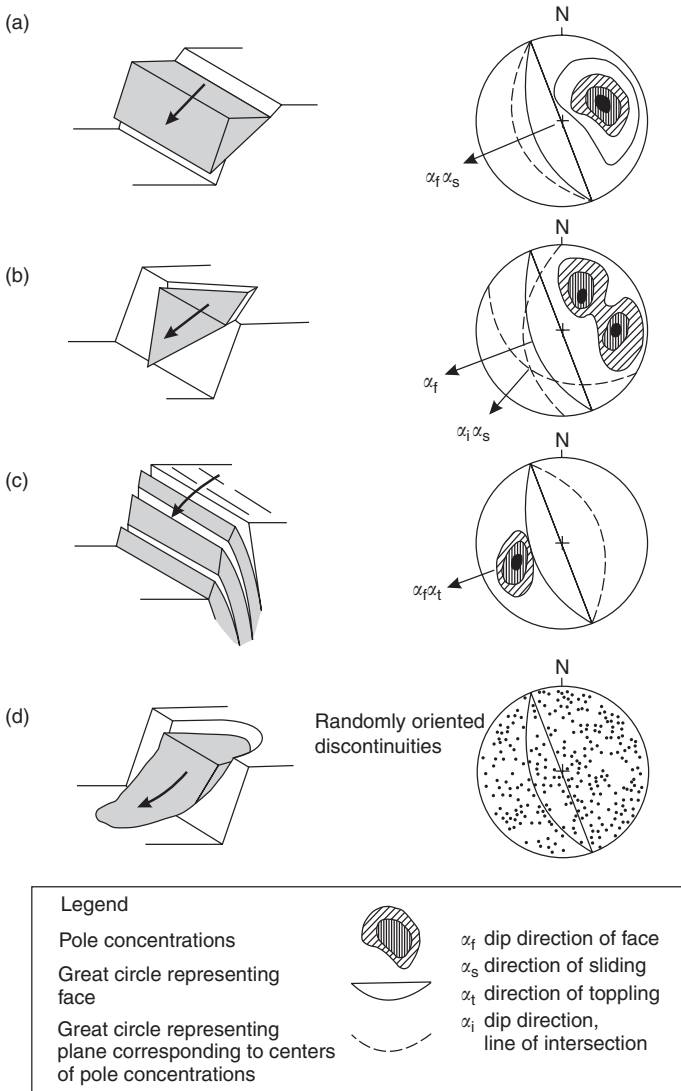 (a)
N
αf αs
(b)
N
αf
αi αs
(c)
N
αfαt
(d)
N
Randomly oriented
discontinuities
Legend
Pole concentrations
Great circle representing
face
Great circle representing
plane corresponding to centers
of pole concentrations
αf dip direction of face
αs direction of sliding
αt direction of toppling
αi dip direction,
line of intersection